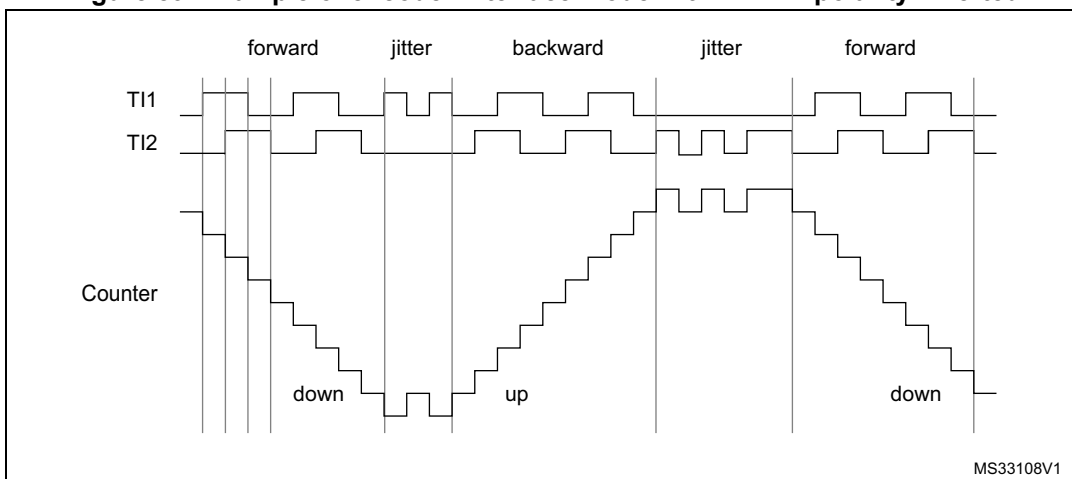 forward jitter backward jitter forward
TI1
TI2
Counter
down up down
MS33108V1